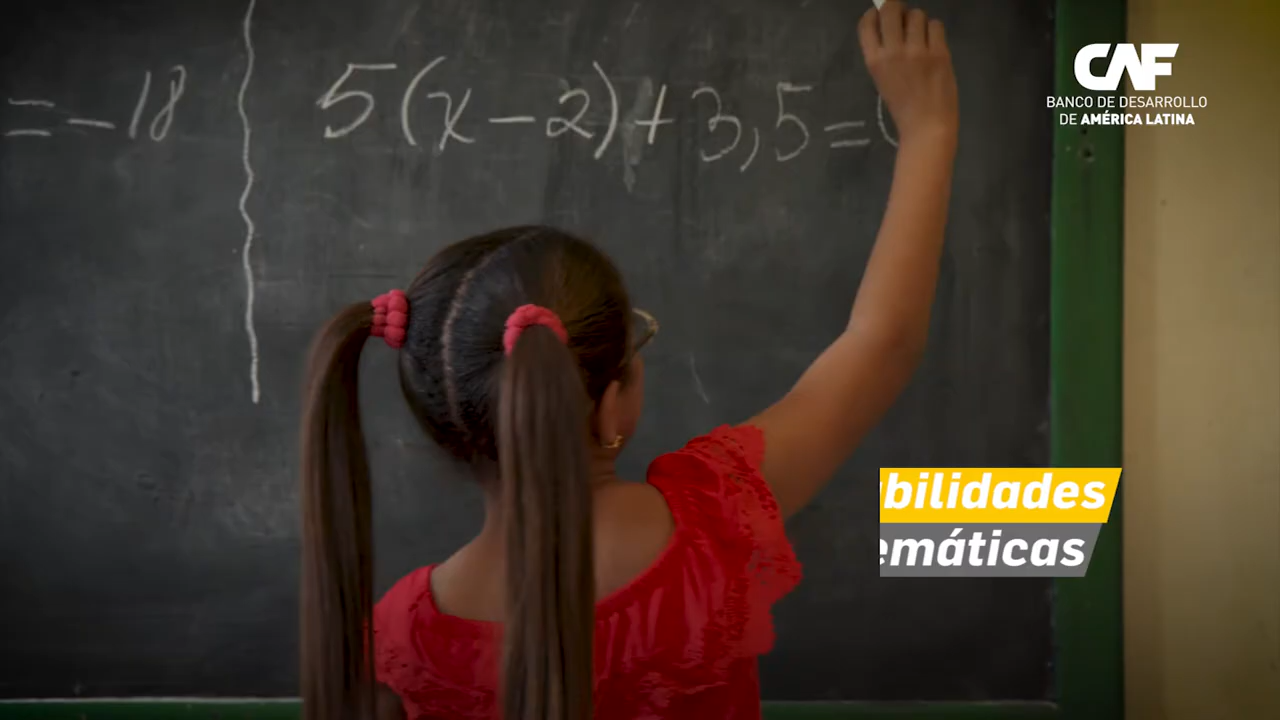 = -18
5(x-2)+3,5=
CAF
BANCO DE DESARROLLO
DE AMÉRICA LATINA
bilidades
emáticas